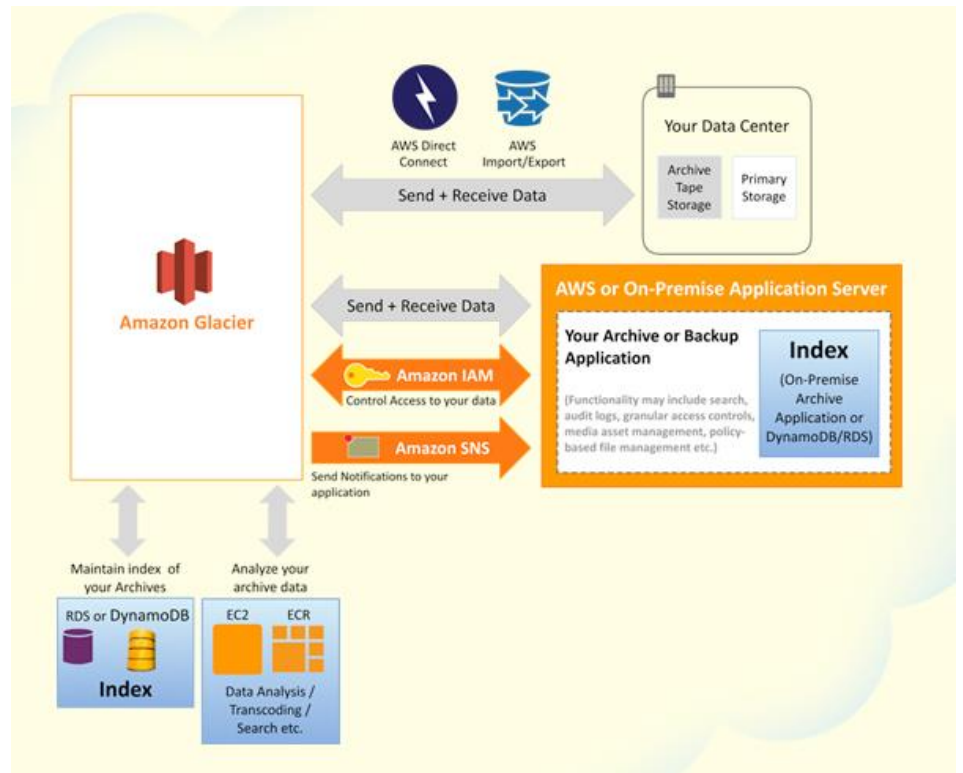 AWS Direct
Connect
AWS
Import/Export
Send + Receive Data
Your Data Center
Archive
Tape
Storage
Primary
Storage
Amazon Glacier
Send + Receive Data
Amazon IAM
Control Access to your data
Amazon SNS
Send Notifications to your
application
AWS or On-Premise Application Server
Your Archive or Backup
Application
(Functionality may include search,
audit logs, granular access controls,
media asset management, policy-
based file management etc.)
Index
(On-Premise
Archive
Application or
DynamoDB/RDS)
Maintain index of
your Archives
RDS or DynamoDB
Index
Analyze your
archive data
EC2
ECR
Data Analysis /
Transcoding /
Search etc.